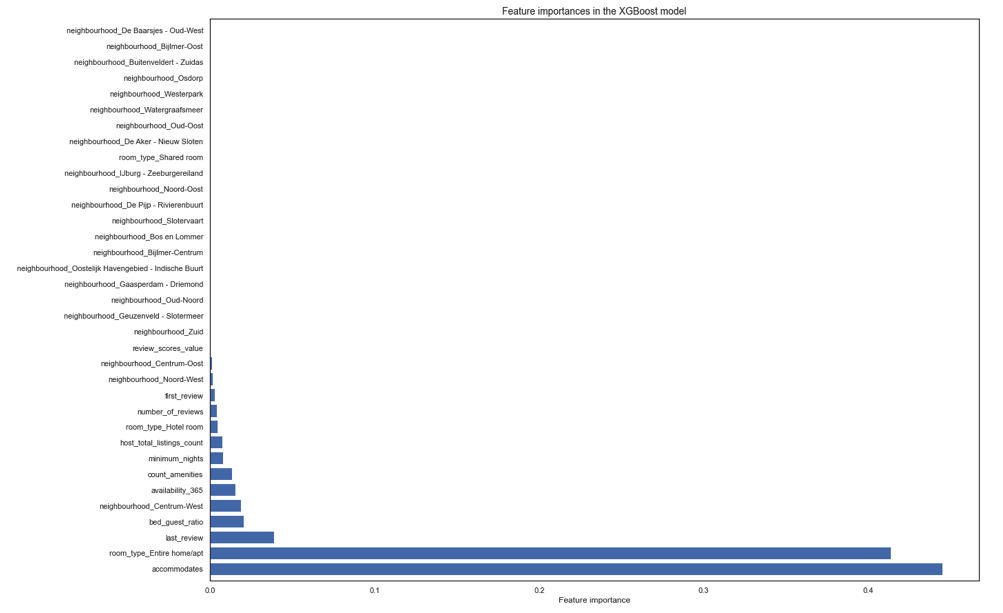 Feature importances in the XGBoost model
neighbourhood_De Baarsjes - Oud-West
neighbourhood_Bijlmer-Oost
neighbourhood_Buitenveldert - Zuidas
neighbourhood_Osdorp
neighbourhood_Westerpark
neighbourhood_Watergraafsmeer
neighbourhood_Oud-Oost
neighbourhood_De Aker - Nieuw Sloten
room_type_Shared room
neighbourhood_IJburg - Zeeburgereiland
neighbourhood_Noord-Oost
neighbourhood_De Pijp - Rivierenbuurt
neighbourhood_Slotervaart
neighbourhood_Bos en Lommer
neighbourhood_Bijlmer-Centrum
neighbourhood_Oostelijk Havengebied - Indische Buurt
neighbourhood_Gaasperdam - Driemond
neighbourhood_Oud-Noord
neighbourhood_Geuzenveld - Slotermeer
neighbourhood_Zuid
review_scores_value
neighbourhood_Centrum-Oost
neighbourhood_Noord-West
first_review
number_of_reviews
room_type_Hotel room
host_total_listings_count
minimum_nights
count_amenities
availability_365
neighbourhood_Centrum-West
bed_guest_ratio
last_review
room_type_Entire home/apt
accommodates
0.0 0.1 0.2 0.3 0.4
Feature importance